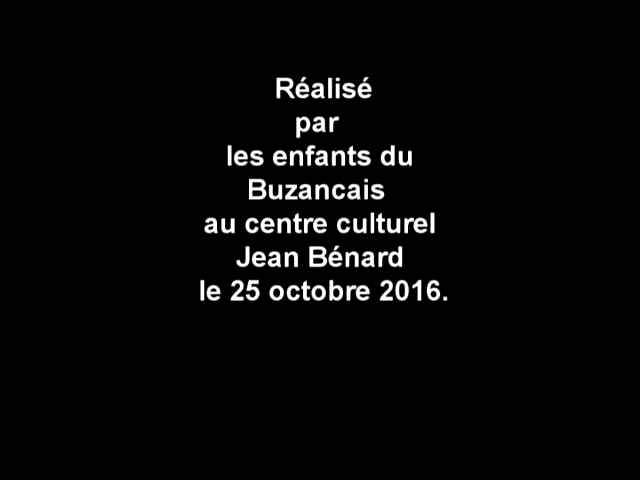 Réalisé
par
les enfants du
Buzancais
au centre culturel
Jean Bénard
le 25 octobre 2016.